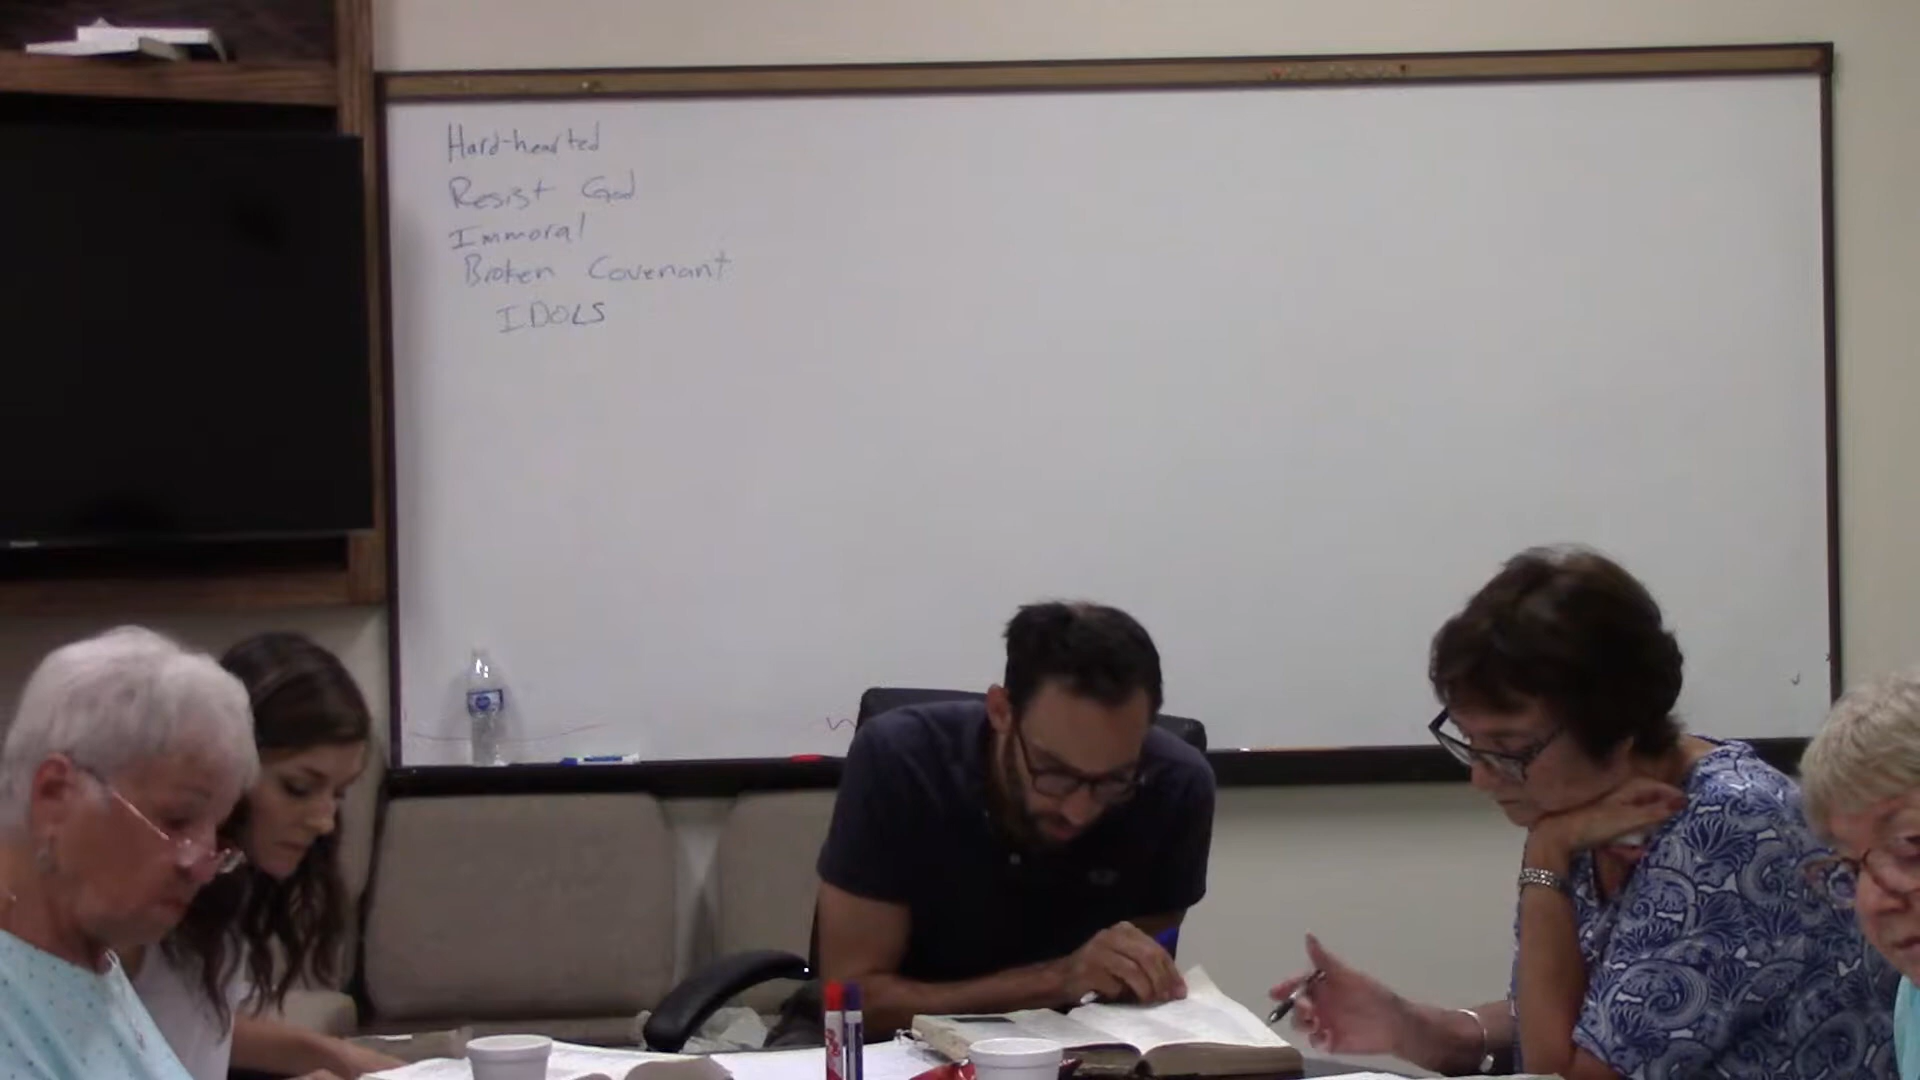 Hard-hearted
Resist God
Immoral
Broken Covenant
IDOLS